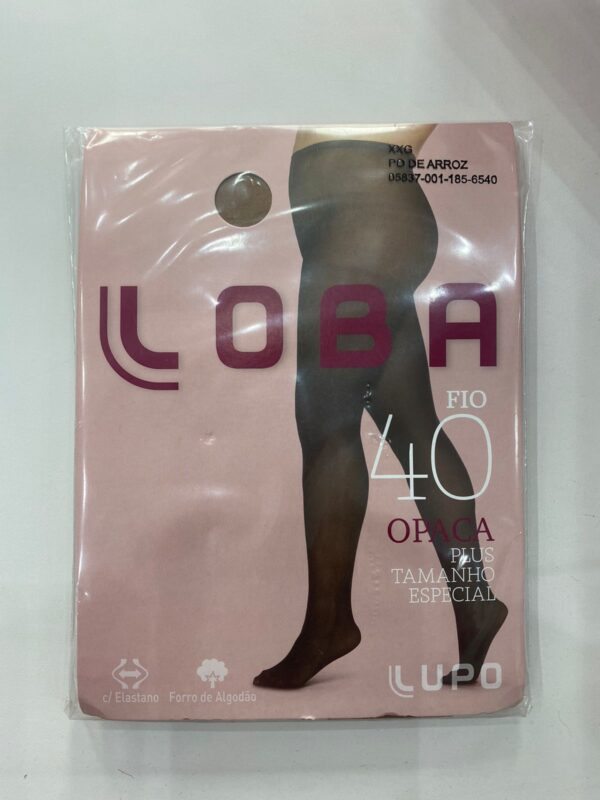 XXG
PO DE ARROZ
05837-001-185-6540
LOBA
FIO
40
OPACA
PLUS
TAMANHO
ESPECIAL
c/ Elastano
Forro de Algodão
LUPO